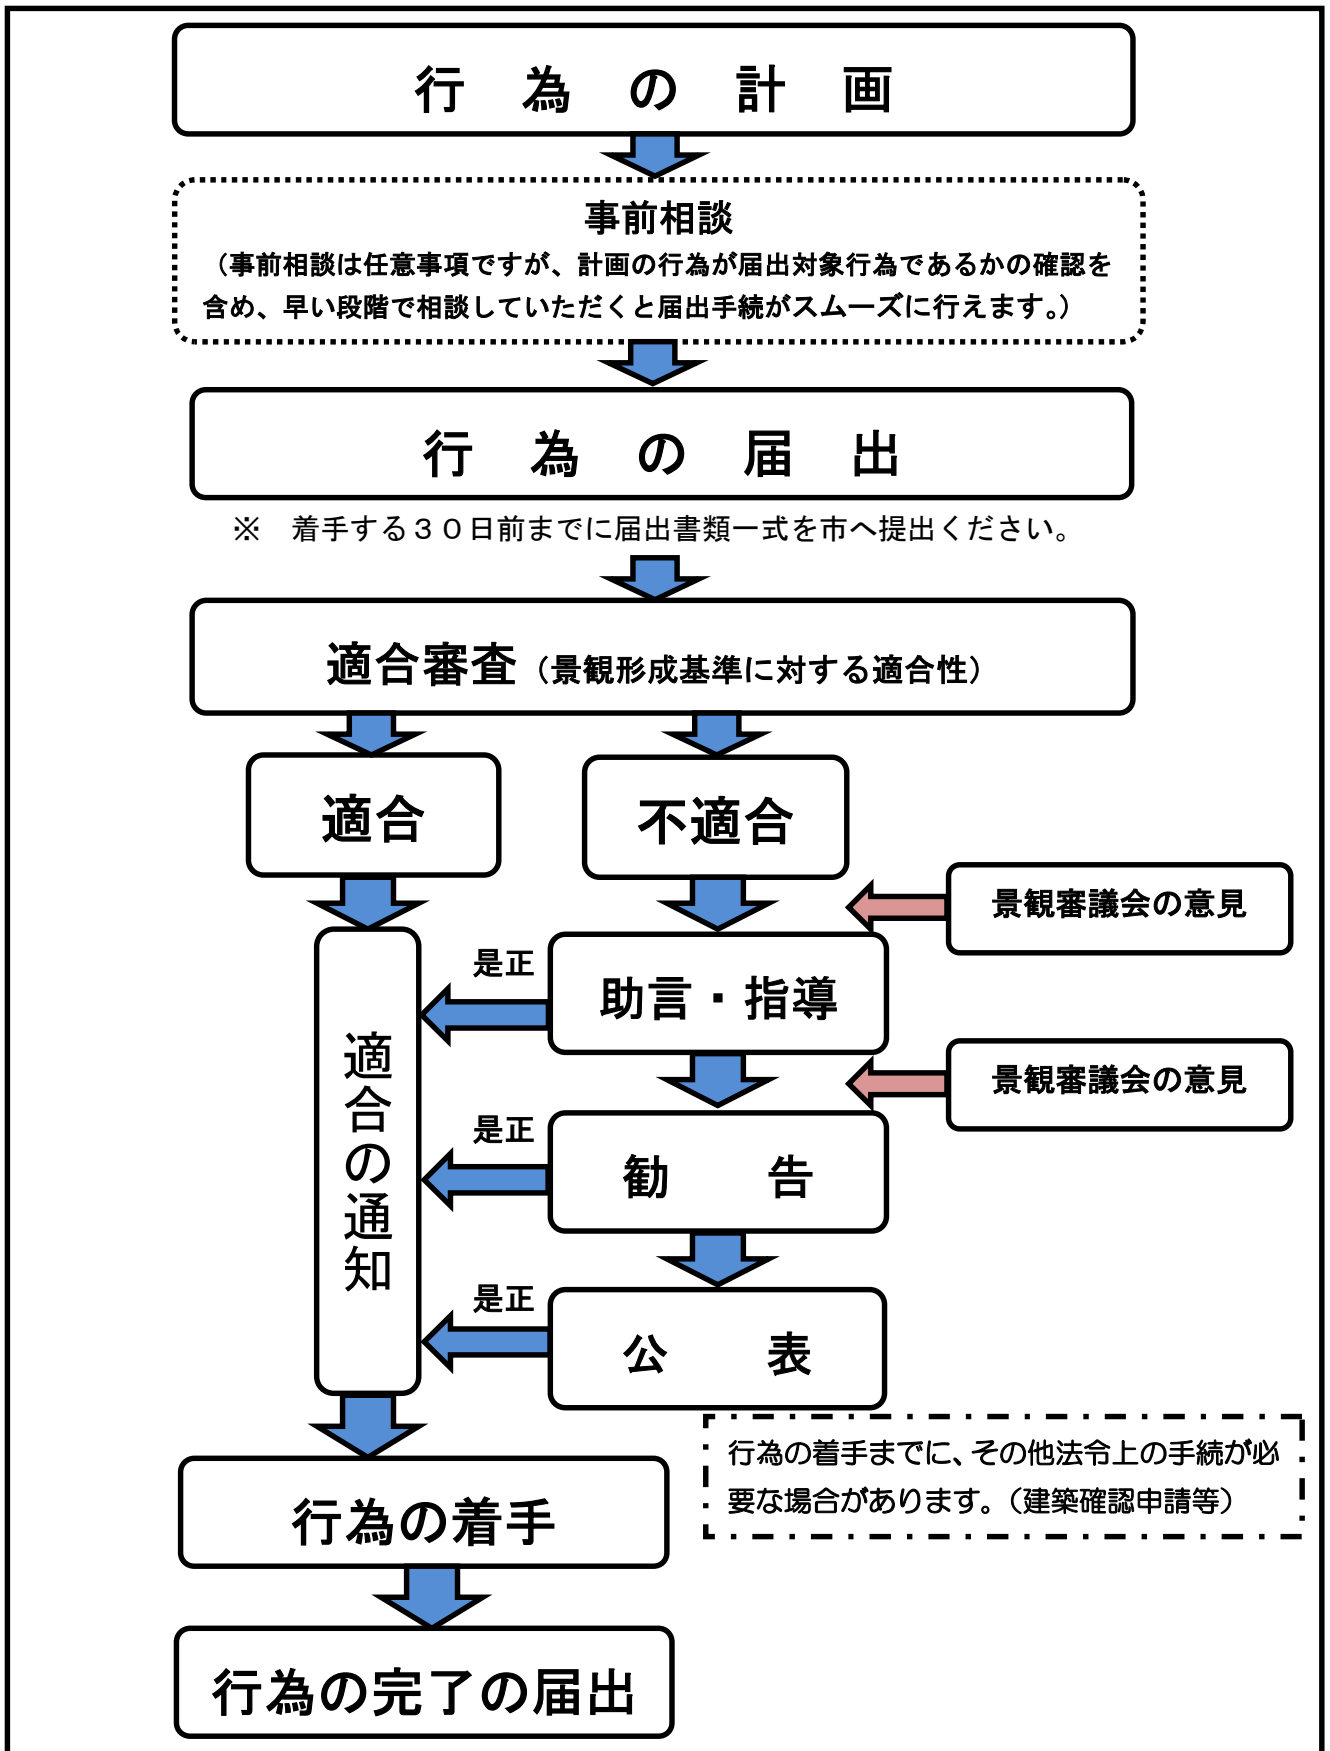 行為の計画
事前相談
（事前相談は任意事項ですが、計画の行為が届出対象行為であるかの確認を
含め、早い段階で相談していただくと届出手続がスムーズに行えます。）
行為の届出
※　着手する３０日前までに届出書類一式を市へ提出ください。
適合審査（景観形成基準に対する適合性）
適合
不適合
景観審議会の意見
是正
助言・指導
景観審議会の意見
適合の通知
是正
勧告
是正
公表
行為の着手までに、その他法令上の手続が必
要な場合があります。（建築確認申請等）
行為の着手
行為の完了の届出